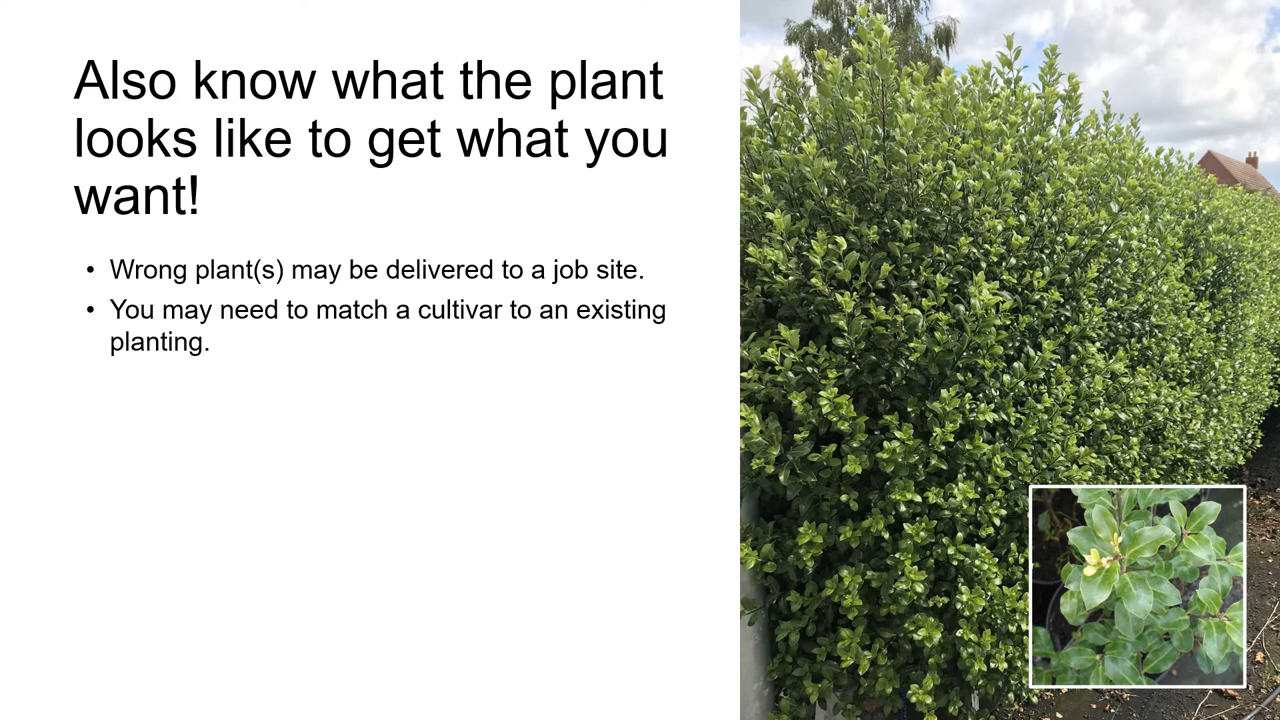 Also know what the plant
looks like to get what you
want!
• Wrong plant(s) may be delivered to a job site.
• You may need to match a cultivar to an existing
planting.